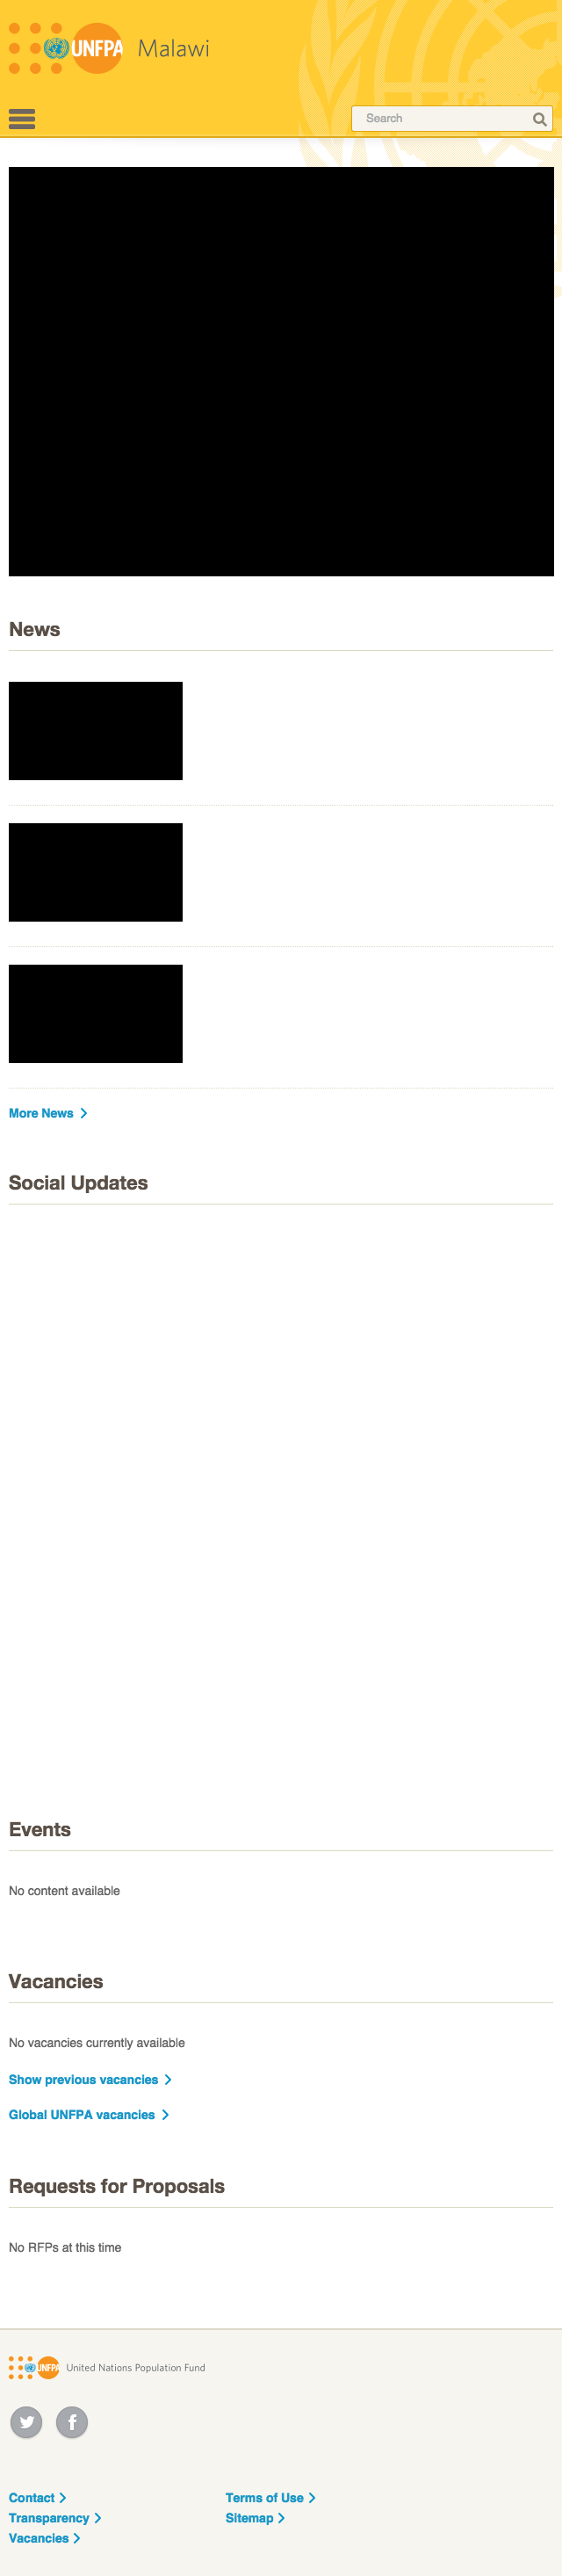 UNFPA Malawi
Search
News
More News
Social Updates
Events
No content available
Vacancies
No vacancies currently available
Show previous vacancies
Global UNFPA vacancies
Requests for Proposals
No RFPs at this time
UNFPA United Nations Population Fund
Contact Terms of Use
Transparency Sitemap
Vacancies